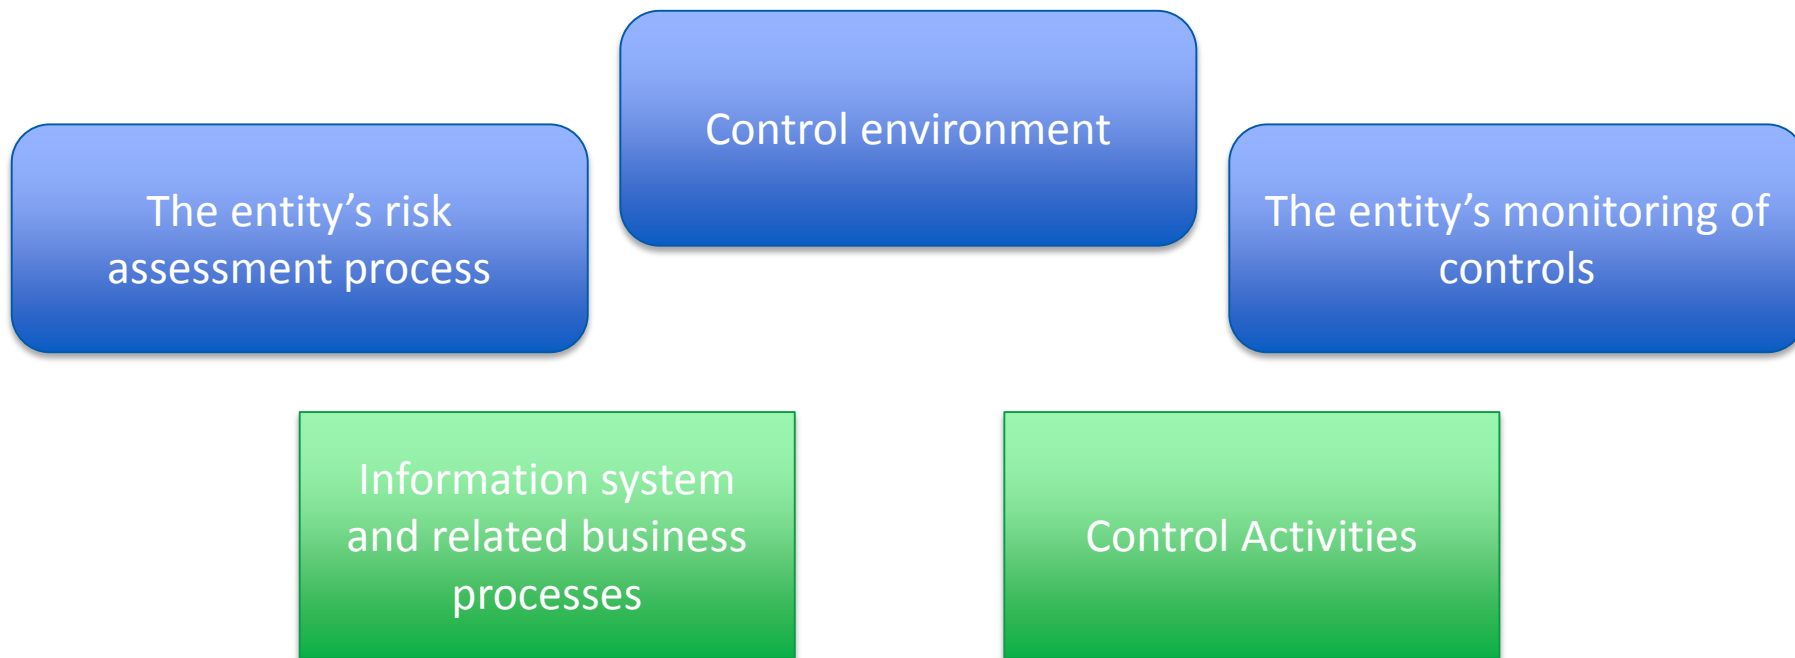 Control environment
The entity’s risk
assessment process
The entity’s monitoring of
controls
Information system
and related business
processes
Control Activities